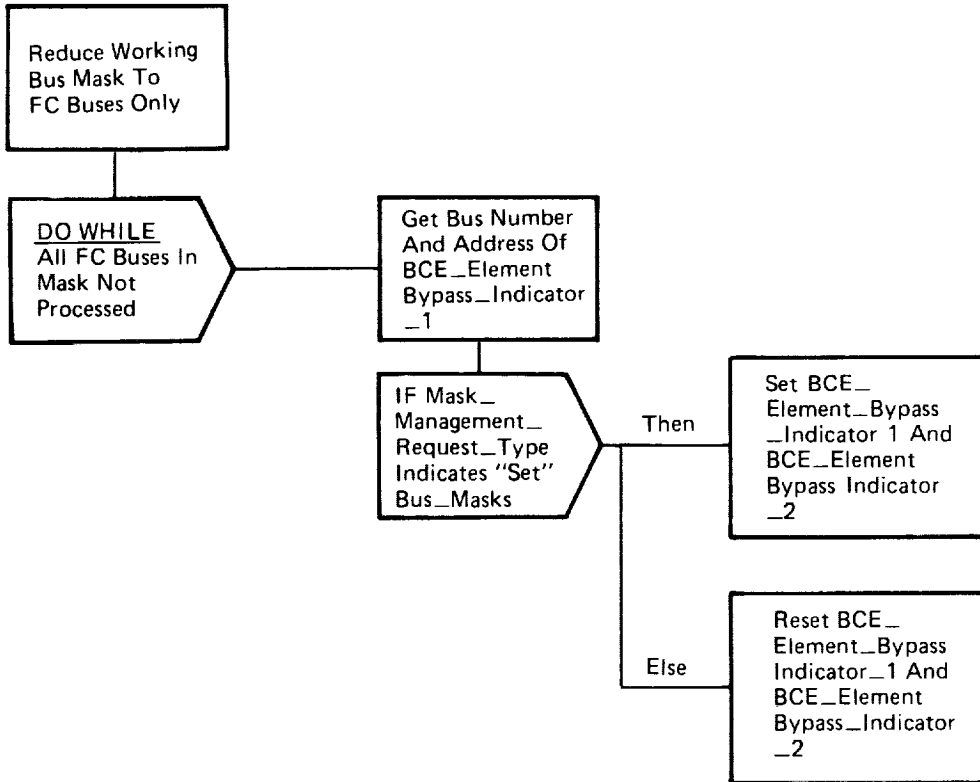 Reduce Working
Bus Mask To
FC Buses Only
DO WHILE
All FC Buses In
Mask Not
Processed
Get Bus Number
And Address Of
BCE_Element
Bypass_Indicator
_1
IF Mask_
Management_
Request_Type
Indicates "Set"
Bus_Masks
Then
Set BCE_
Element_Bypass
_Indicator 1 And
BCE_Element
Bypass Indicator
_2
Else
Reset BCE_
Element_Bypass
Indicator_1 And
BCE_Element
Bypass_Indicator
_2